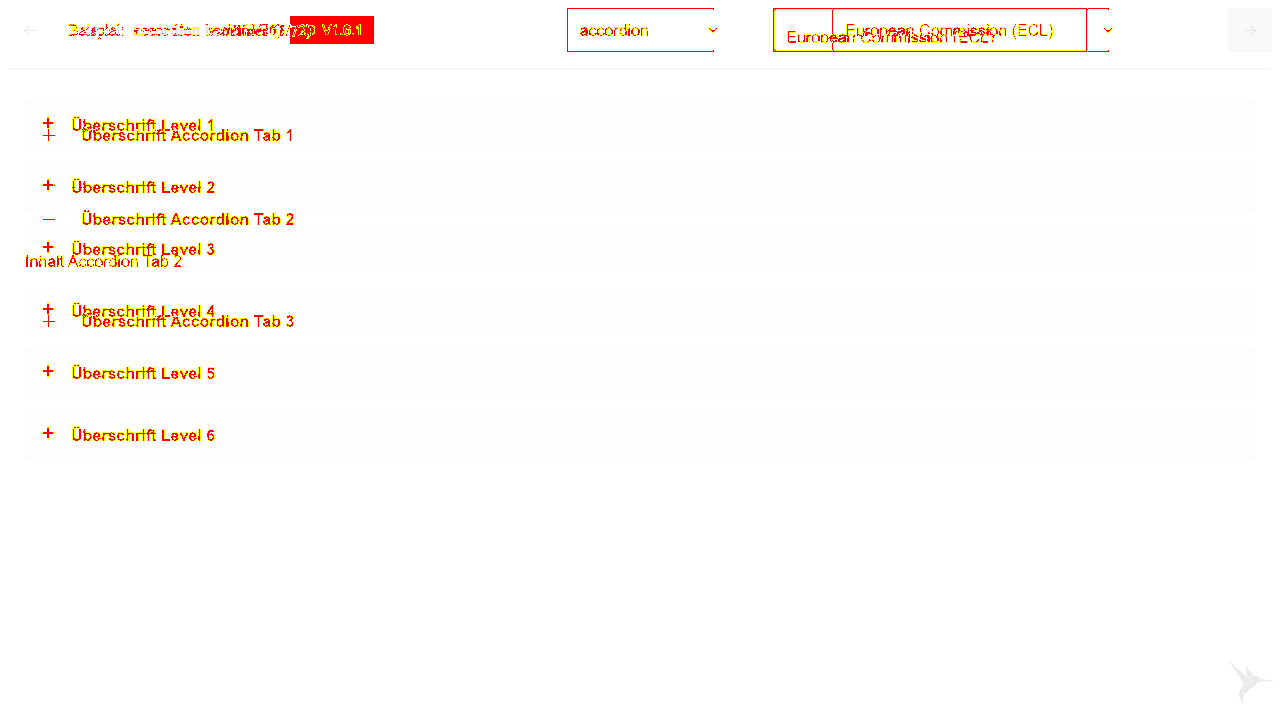 Beispiel: accordion V1.0.1
accordion
European Commission (ECL)
European Commission (ECL)
Überschrift Level 1
Überschrift Accordion Tab 1
Überschrift Level 2
Überschrift Accordion Tab 2
Überschrift Level 3
Inhalt Accordion Tab 2
Überschrift Level 4
Überschrift Accordion Tab 3
Überschrift Level 5
Überschrift Level 6